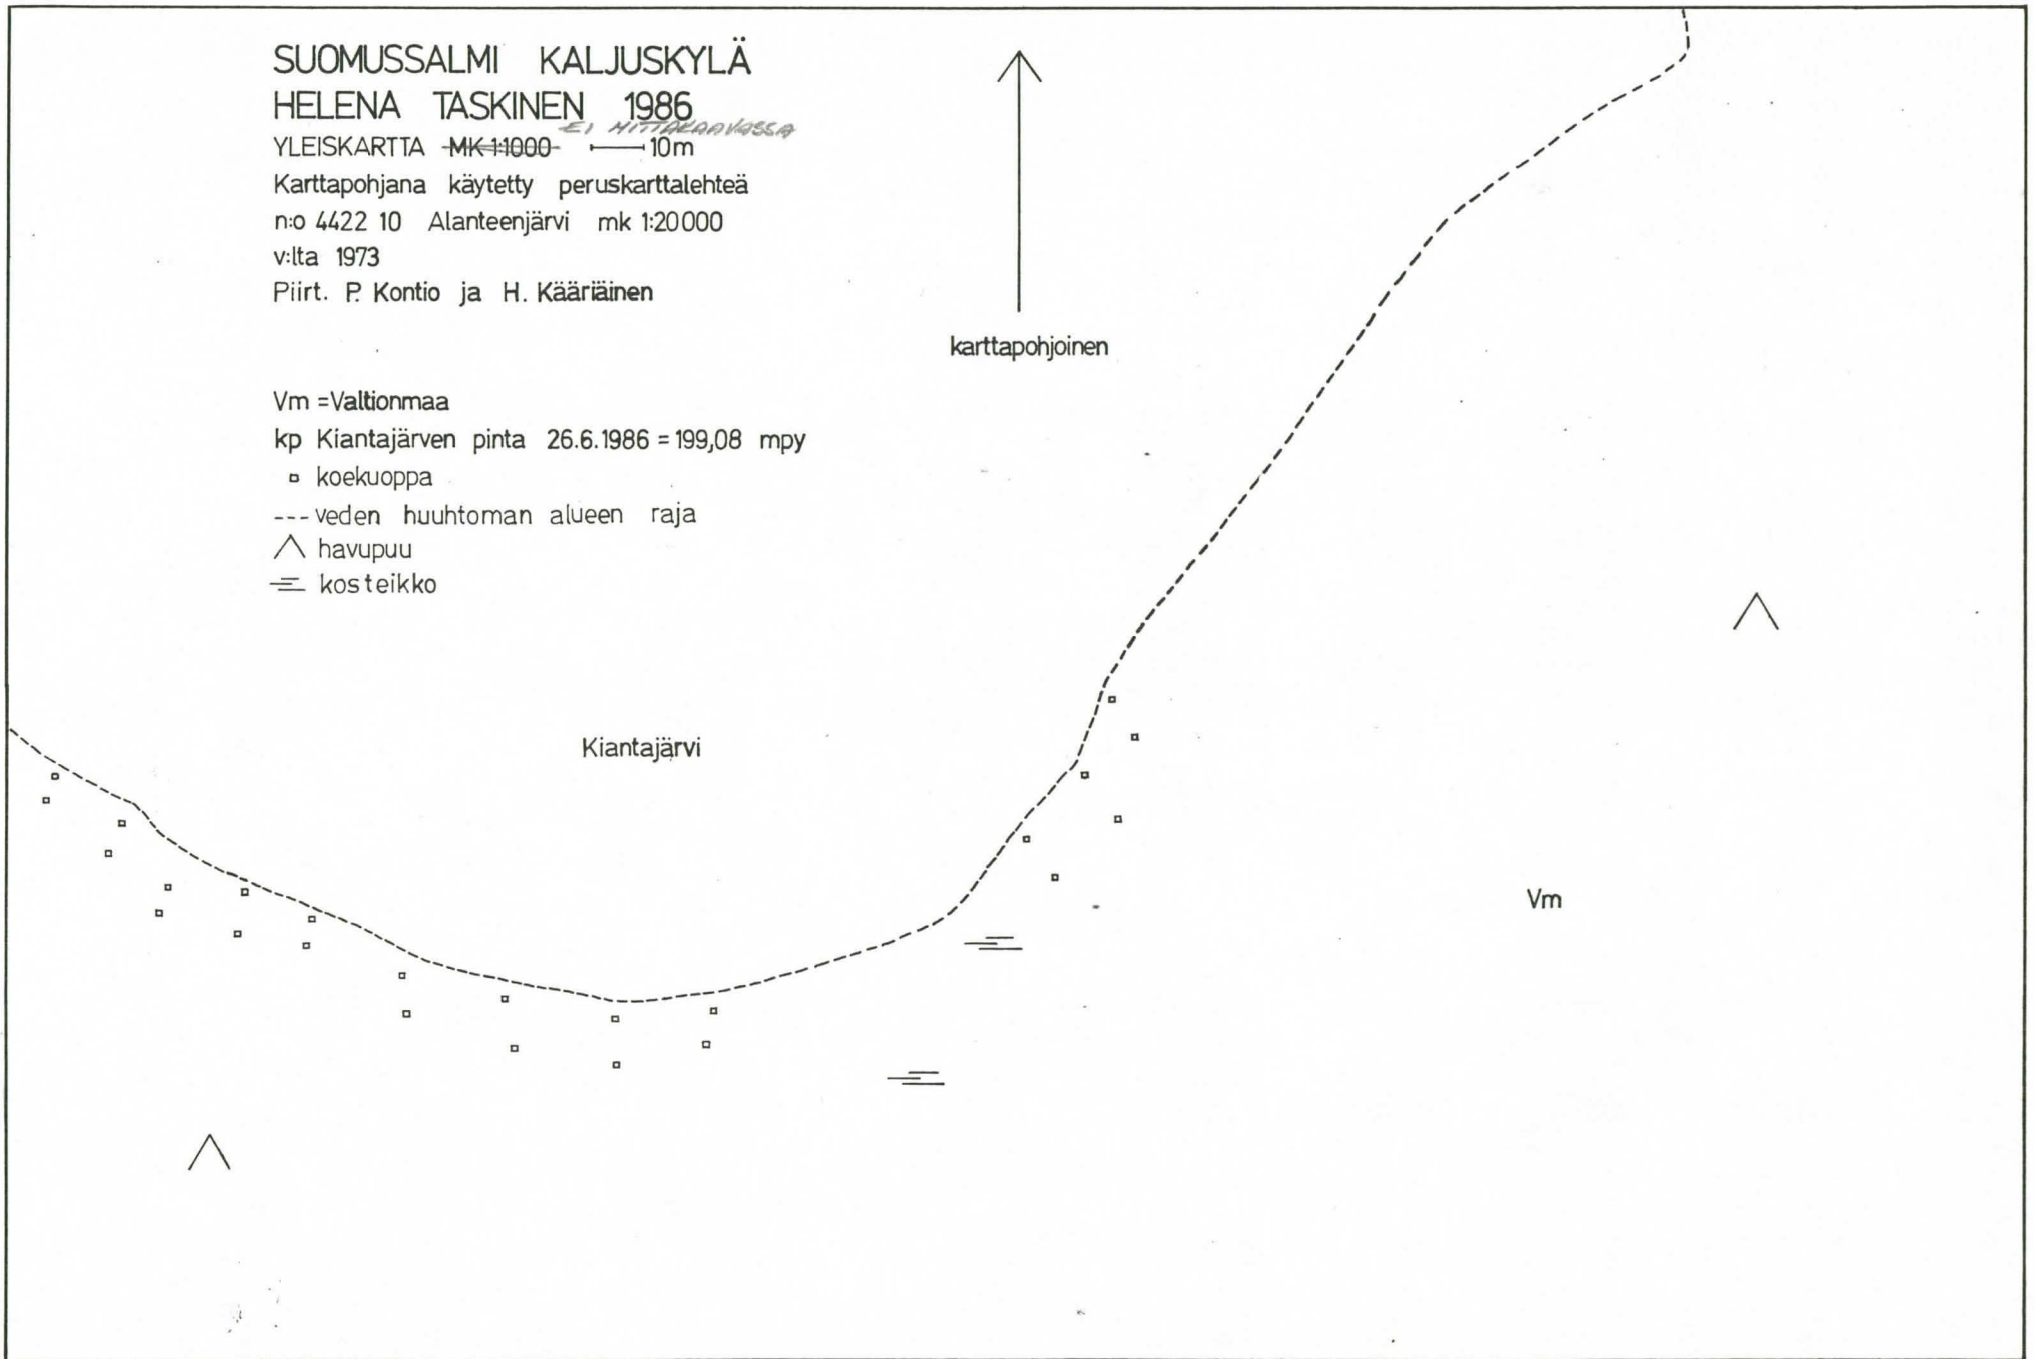 SUOMUSSALMI KALJUSKYLÄ
HELENA TASKINEN 1986
EI MITTAKAAVASSA
YLEISKARTTA MK 1:1000 10m
Karttapohjana käytetty peruskarttalehteä
n:o 4422 10 Alanteenjärvi mk 1:20000
v:lta 1973
Piirt. P. Kontio ja H. Kääriäinen
karttapohjoinen
Vm =Valtionmaa
kp Kiantajärven pinta 26.6.1986 = 199,08 mpy
koekuoppa
veden huuhtoman alueen raja
havupuu
kosteikko
Kiantajärvi
Vm